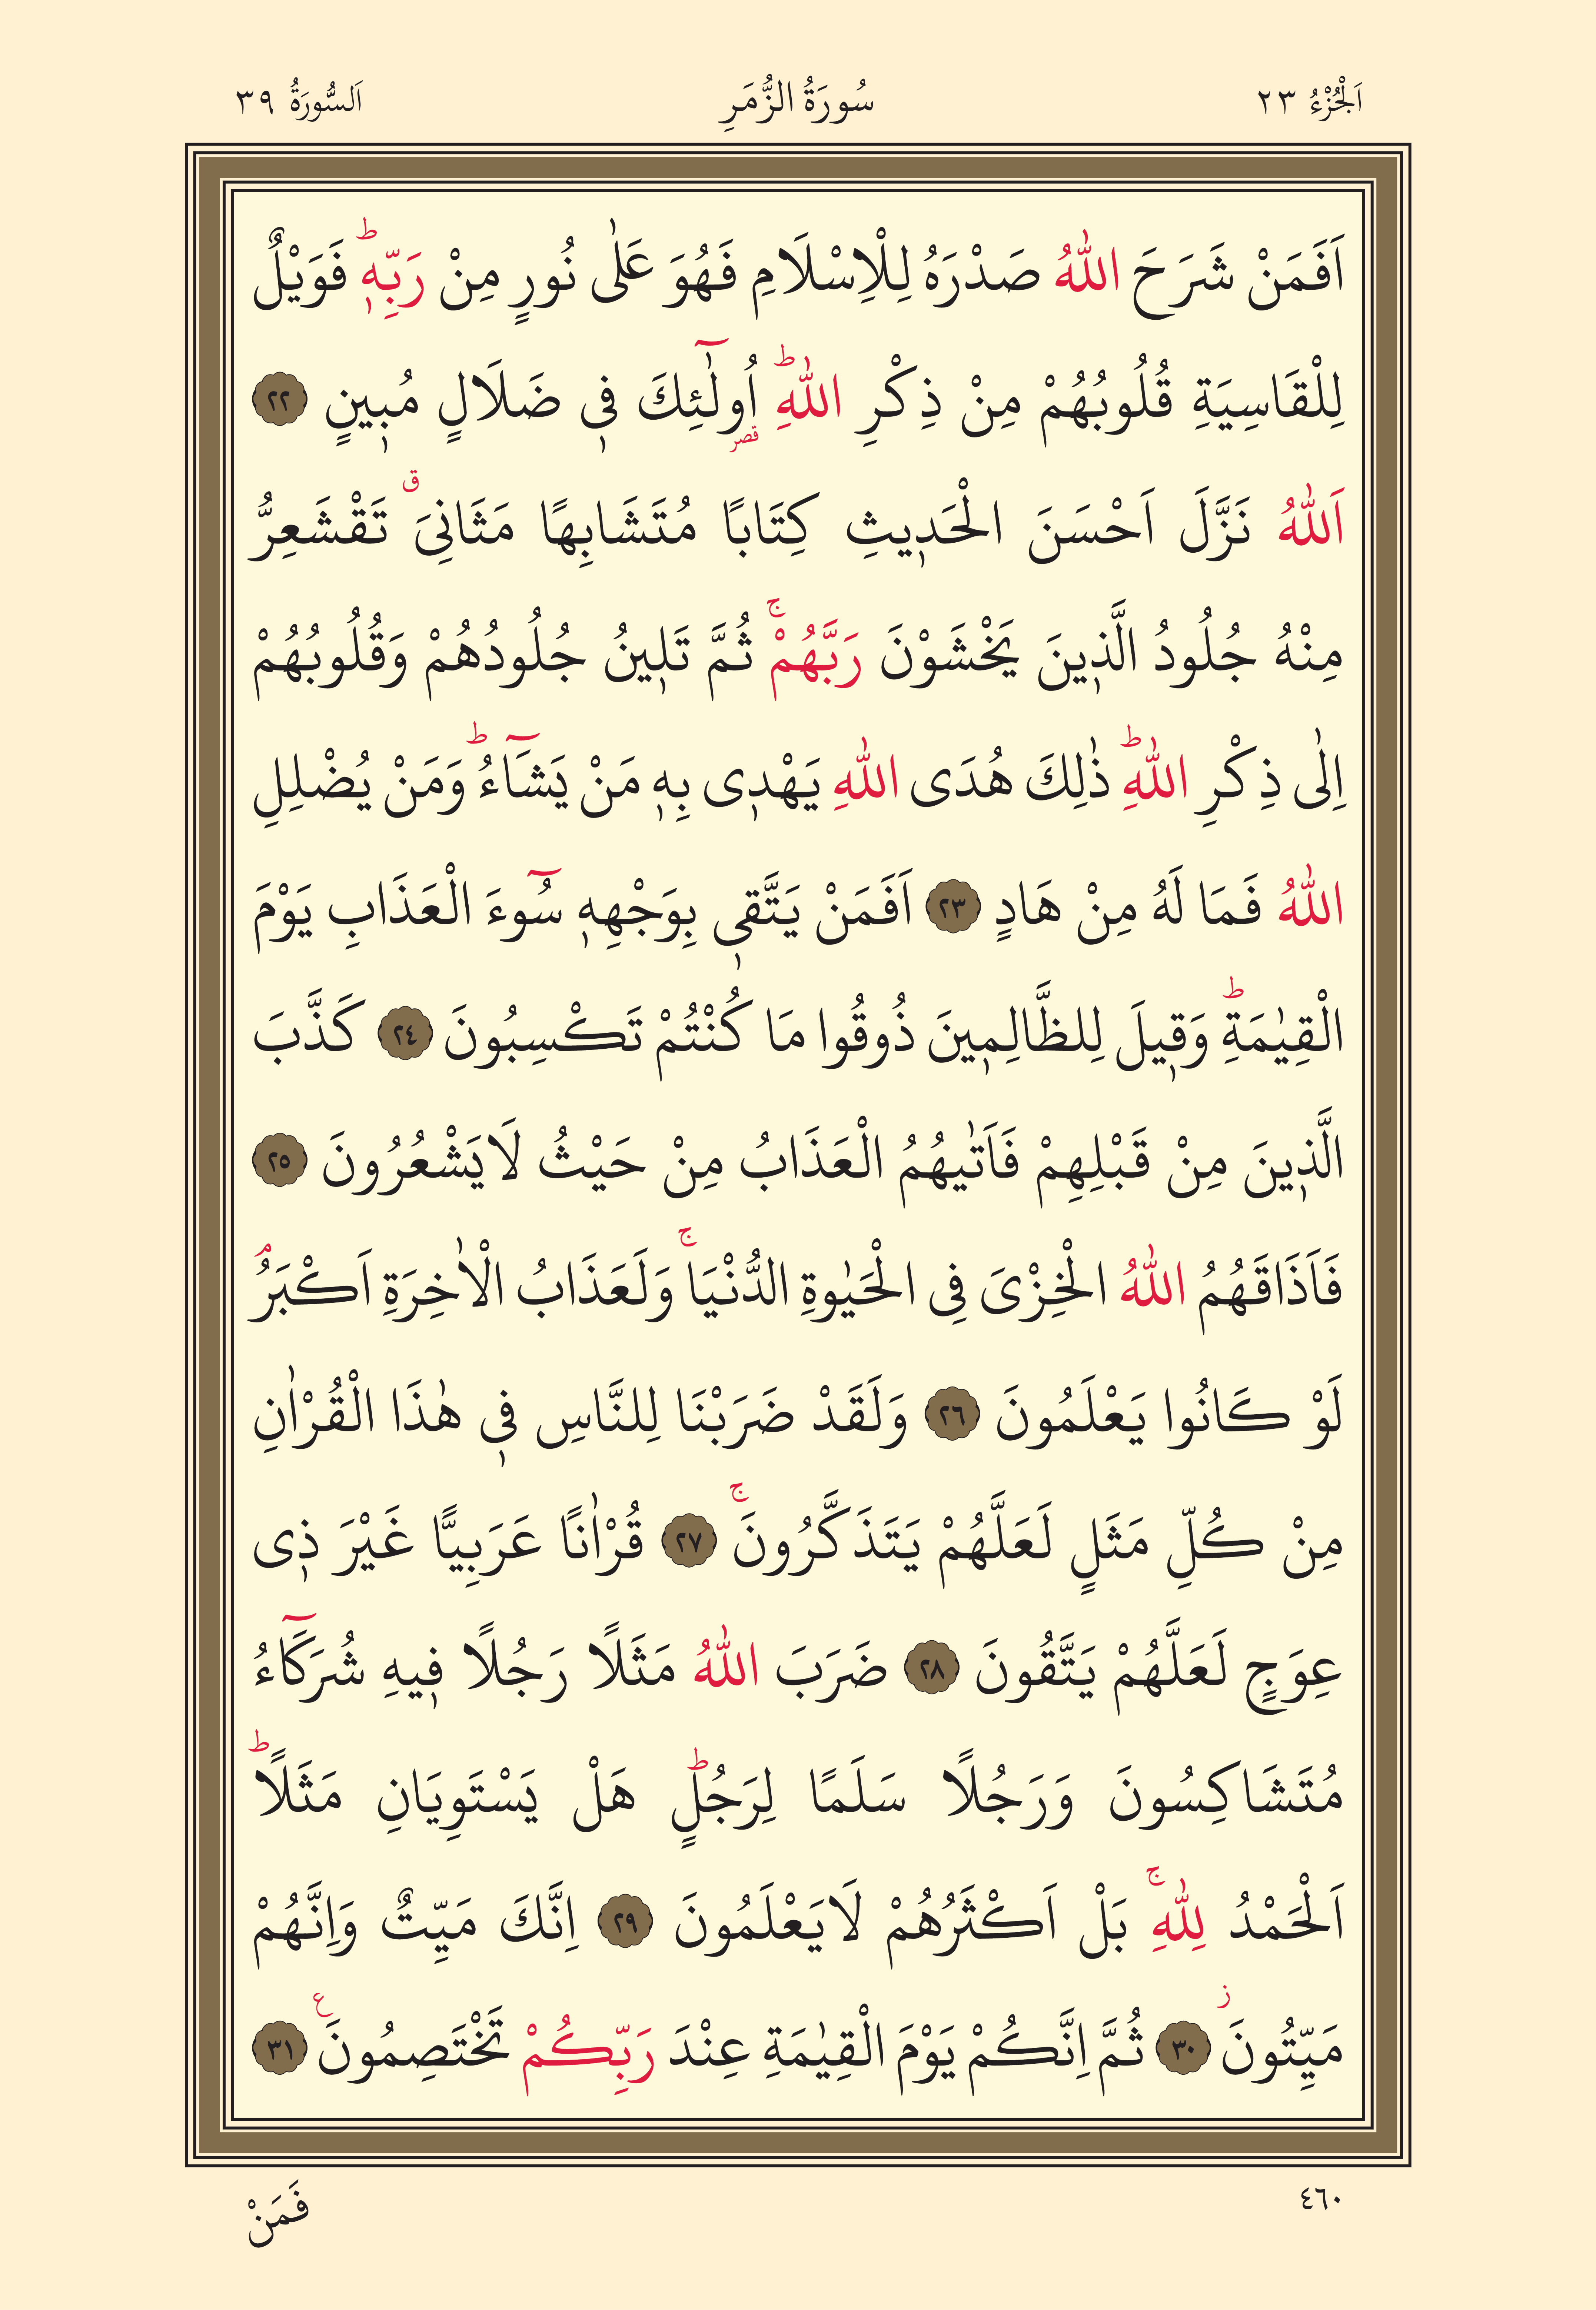 اَلْجُزْءُ ٢٣ سُورَةُ الزُّمَرِ اَلسُّورَةُ ٣٩
اَفَمَنْ شَرَحَ اللّٰهُ صَدْرَهُ لِلْاِسْلَامِ فَهُوَ عَلٰى نُورٍ مِنْ رَبِّهٖۜ فَوَيْلٌ
لِلْقَاسِيَةِ قُلُوبُهُمْ مِنْ ذِكْرِ اللّٰهِۜ اُو۬لٰٓئِكَ فٖى ضَلَالٍ مُبٖينٍ ٢٢
اَللّٰهُ نَزَّلَ اَحْسَنَ الْحَدٖيثِ كِتَابًا مُتَشَابِهًا مَثَانِىَࣗ تَقْشَعِرُّ
مِنْهُ جُلُودُ الَّذٖينَ يَخْشَوْنَ رَبَّهُمْۚ ثُمَّ تَلٖينُ جُلُودُهُمْ وَقُلُوبُهُمْ
اِلٰى ذِكْرِ اللّٰهِۜ ذٰلِكَ هُدَى اللّٰهِ يَهْدٖى بِهٖ مَنْ يَشَٓاءُۜ وَمَنْ يُضْلِلِ
اللّٰهُ فَمَا لَهُ مِنْ هَادٍ ٢٣ اَفَمَنْ يَتَّقٖى بِوَجْهِهٖ سُٓوءَ الْعَذَابِ يَوْمَ
الْقِيٰمَةِۜ وَقٖيلَ لِلظَّالِمٖينَ ذُوقُوا مَا كُنْتُمْ تَكْسِبُونَ ٢٤ كَذَّبَ
الَّذٖينَ مِنْ قَبْلِهِمْ فَاَتٰيهُمُ الْعَذَابُ مِنْ حَيْثُ لَايَشْعُرُونَ ٢٥
فَاَذَاقَهُمُ اللّٰهُ الْخِزْىَ فِى الْحَيٰوةِ الدُّنْيَاۚ وَلَعَذَابُ الْاٰخِرَةِ اَكْبَرُۢ
لَوْ كَانُوا يَعْلَمُونَ ٢٦ وَلَقَدْ ضَرَبْنَا لِلنَّاسِ فٖى هٰذَا الْقُرْاٰنِ
مِنْ كُلِّ مَثَلٍ لَعَلَّهُمْ يَتَذَكَّرُونَۚ ٢٧ قُرْاٰنًا عَرَبِيًّا غَيْرَ ذٖى
عِوَجٍ لَعَلَّهُمْ يَتَّقُونَ ٢٨ ضَرَبَ اللّٰهُ مَثَلًا رَجُلًا فٖيهِ شُرَكَٓاءُ
مُتَشَاكِسُونَ وَرَجُلًا سَلَمًا لِرَجُلٍۜ هَلْ يَسْتَوِيَانِ مَثَلًاۜ
اَلْحَمْدُ لِلّٰهِۚ بَلْ اَكْثَرُهُمْ لَايَعْلَمُونَ ٢٩ اِنَّكَ مَيِّتٌ وَاِنَّهُمْ
مَيِّتُونَؗ ٣٠ ثُمَّ اِنَّكُمْ يَوْمَ الْقِيٰمَةِ عِنْدَ رَبِّكُمْ تَخْتَصِمُونَ ع ٣١
٤٦٠ فَمَنْ